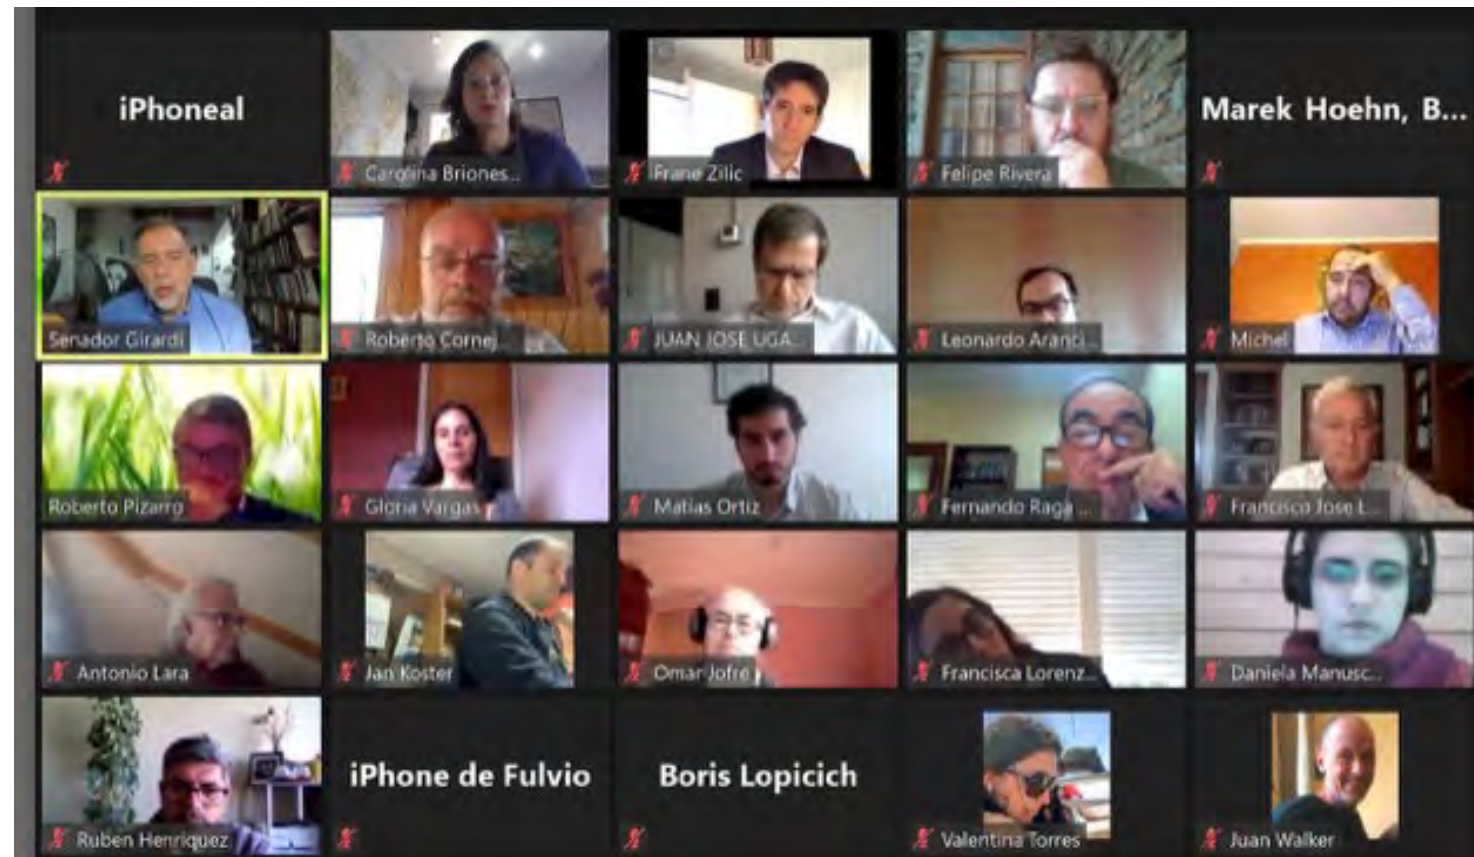 iPhoneal
Carolina Briones...
Frane Zilic
Felipe Rivera
Marek Hoehn, B...
Senador Girardi
Roberto Cornej
JUAN JOSE UGA...
Leonardo Aranci...
Michel
Roberto Pizarro
Gloria Vargas
Matias Ortiz
Fernando Raga ...
Francisco Jose L...
Antonio Lara
Jan Koster
Omar Jofre
Francisca Lorenz...
Daniela Manusc...
Ruben Henriquez
iPhone de Fulvio
Boris Lopicich
Valentina Torres
Juan Walker